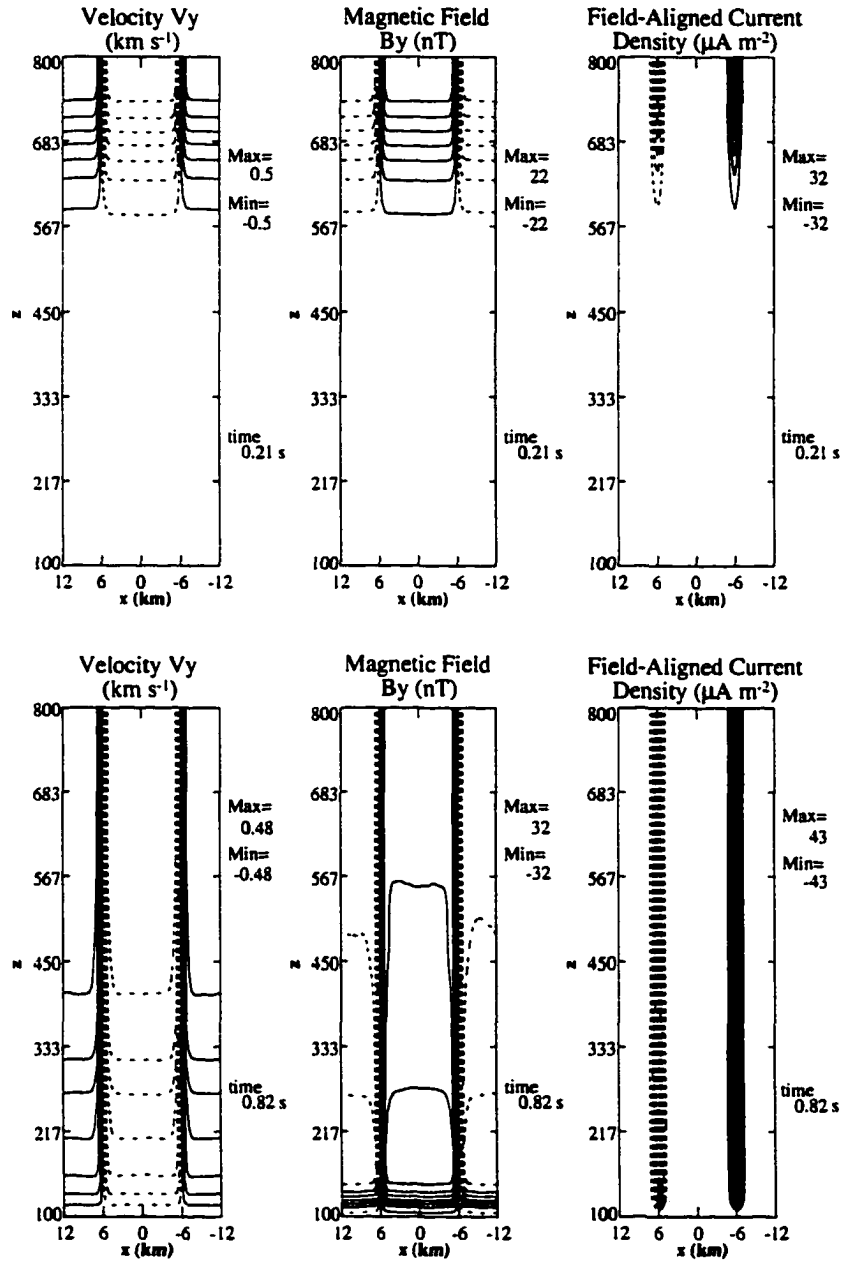 Velocity Vy
(km s⁻¹)
800
683
567
450
333
217
100
z
12 6 0 -6 -12
x (km)
Max=
0.5
Min=
-0.5
time
0.21 s
Magnetic Field
By (nT)
800
683
567
450
333
217
100
z
12 6 0 -6 -12
x (km)
Max=
22
Min=
-22
time
0.21 s
Field-Aligned Current
Density (μA m⁻²)
800
683
567
450
333
217
100
z
12 6 0 -6 -12
x (km)
Max=
32
Min=
-32
time
0.21 s
Velocity Vy
(km s⁻¹)
800
683
567
450
333
217
100
z
12 6 0 -6 -12
x (km)
Max=
0.48
Min=
-0.48
time
0.82 s
Magnetic Field
By (nT)
800
683
567
450
333
217
100
z
12 6 0 -6 -12
x (km)
Max=
32
Min=
-32
time
0.82 s
Field-Aligned Current
Density (μA m⁻²)
800
683
567
450
333
217
100
z
12 6 0 -6 -12
x (km)
Max=
43
Min=
-43
time
0.82 s